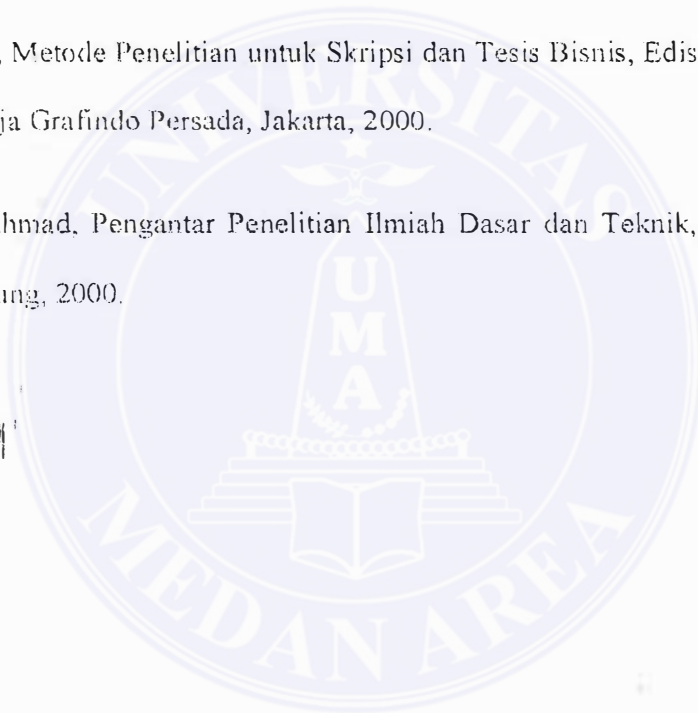 , Metode Penelitian untuk Skripsi dan Tesis Bisnis, Edis
ja Grafindo Persada, Jakarta, 2000.
hmad, Pengantar Penelitian Ilmiah Dasar dan Teknik,
ung, 2000.
UNIVERSITAS
UMA
MEDAN AREA